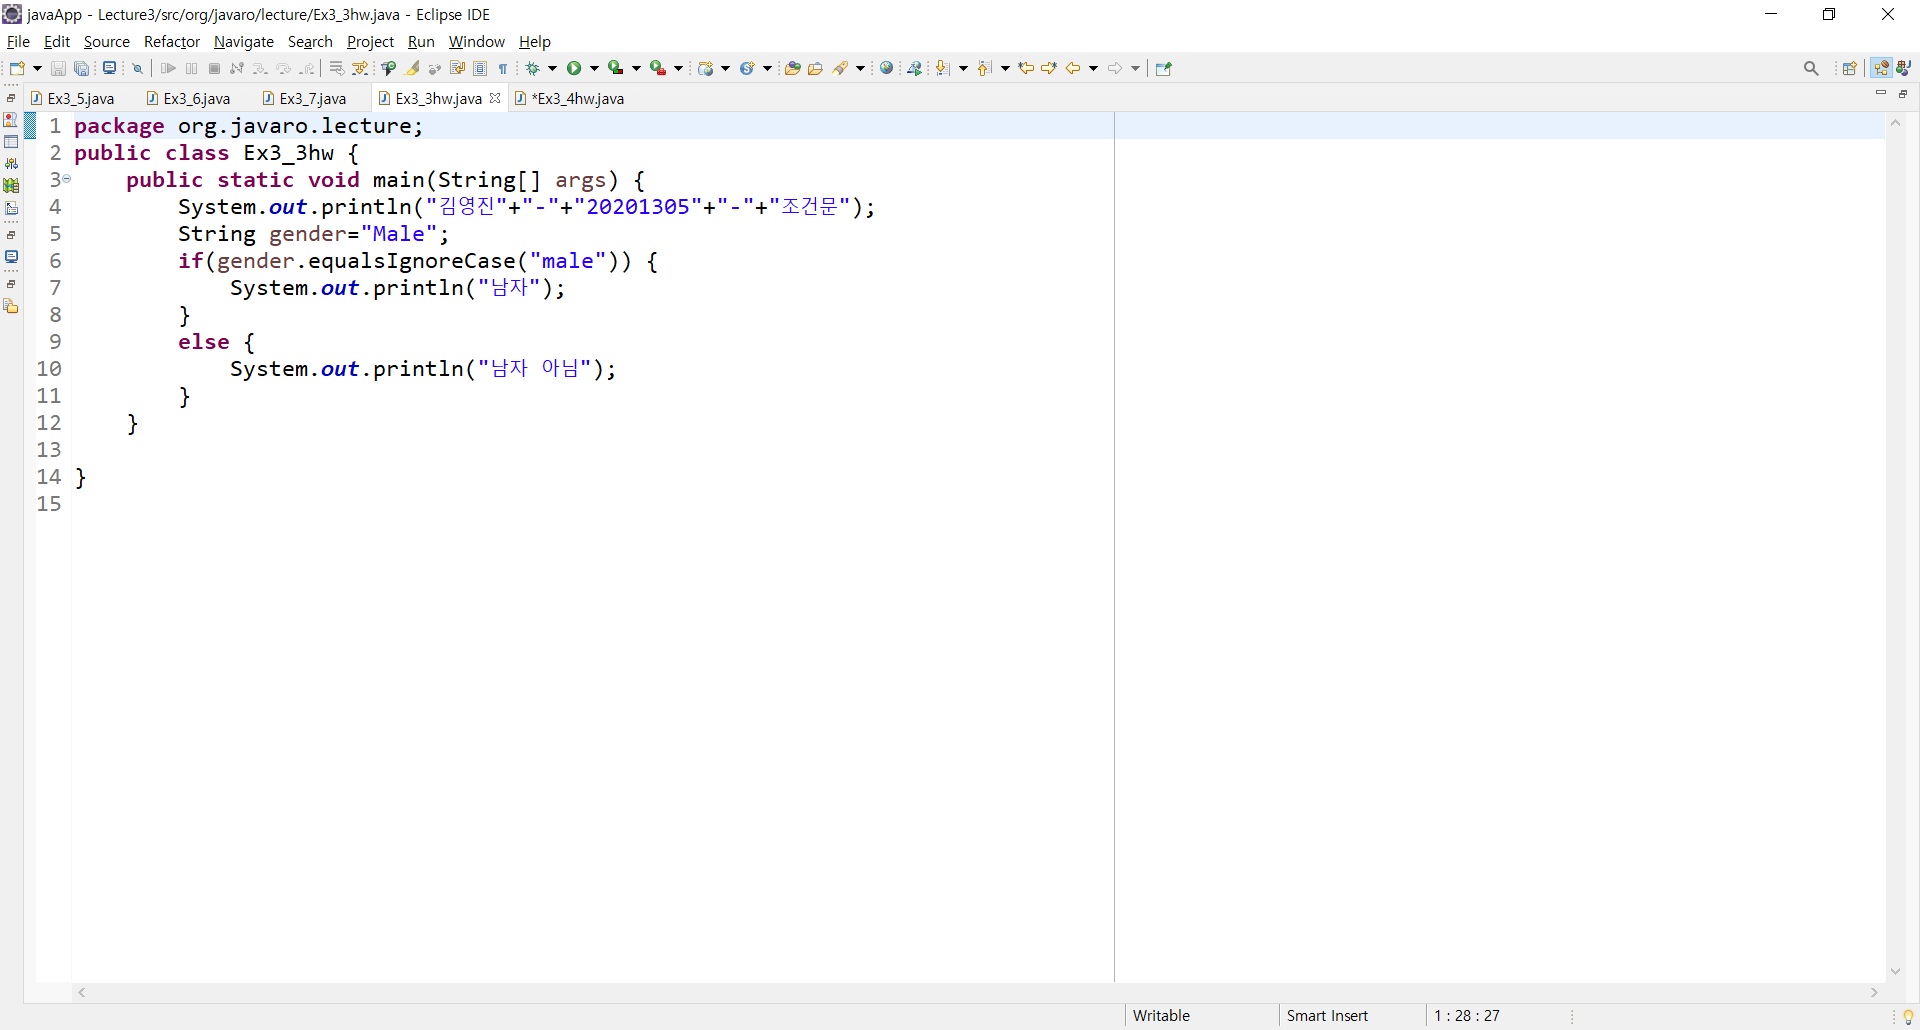 javaApp - Lecture3/src/org/javaro/lecture/Ex3_3hw.java - Eclipse IDE
File Edit Source Refactor Navigate Search Project Run Window Help
Ex3_5.java Ex3_6.java Ex3_7.java Ex3_3hw.java *Ex3_4hw.java
1 package org.javaro.lecture;
2 public class Ex3_3hw {
3 public static void main(String[] args) {
4 System.out.println("김영진"+"-"+"20201305"+"-"+"조건문");
5 String gender="Male";
6 if(gender.equalsIgnoreCase("male")) {
7 System.out.println("남자");
8 }
9 else {
10 System.out.println("남자 아님");
11 }
12 }
13
14 }
15
Writable Smart Insert 1 : 28 : 27